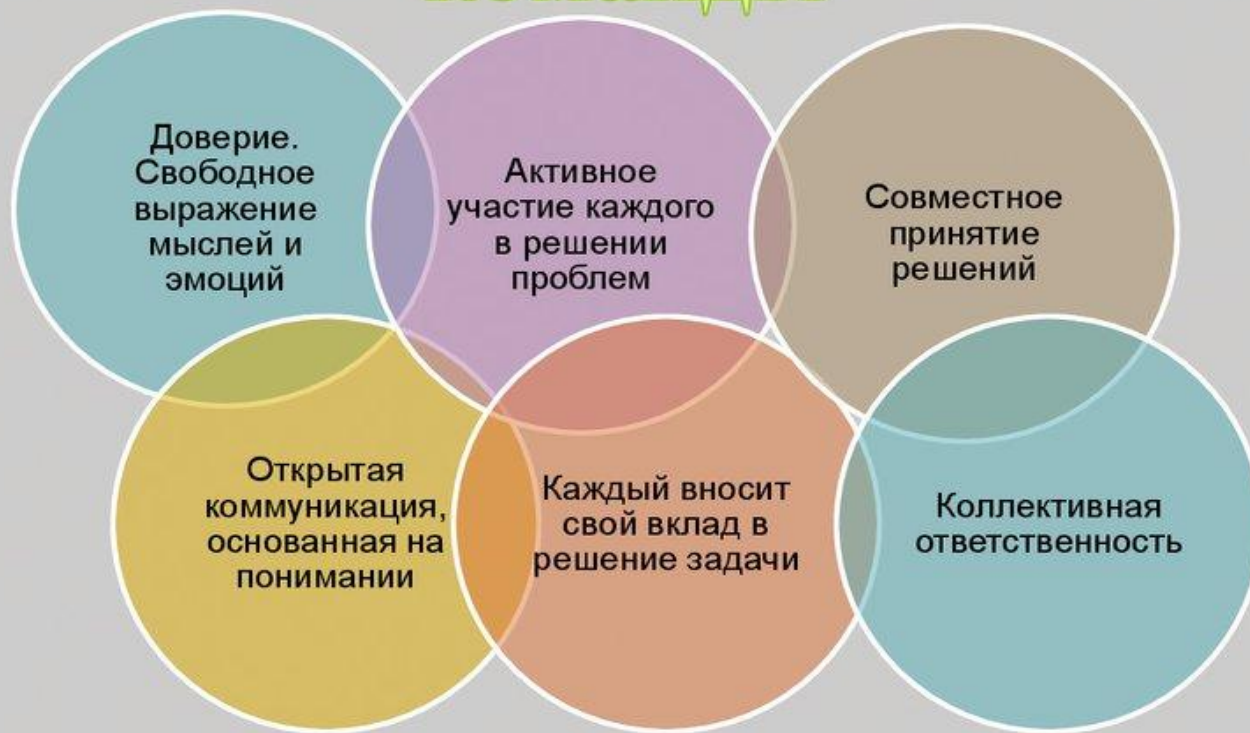 Доверие.
Свободное
выражение
мыслей и
эмоций
Активное
участие каждого
в решении
проблем
Совместное
принятие
решений
Открытая
коммуникация,
основанная на
понимании
Каждый вносит
свой вклад в
решение задачи
Коллективная
ответственность